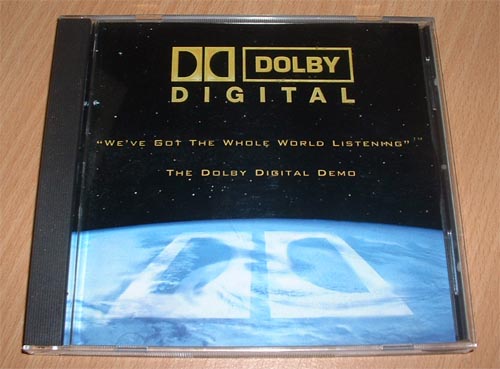 DOLBY
DIGITAL
"WE'VE GOT THE WHOLE WORLD LISTENING"™
THE DOLBY DIGITAL DEMO